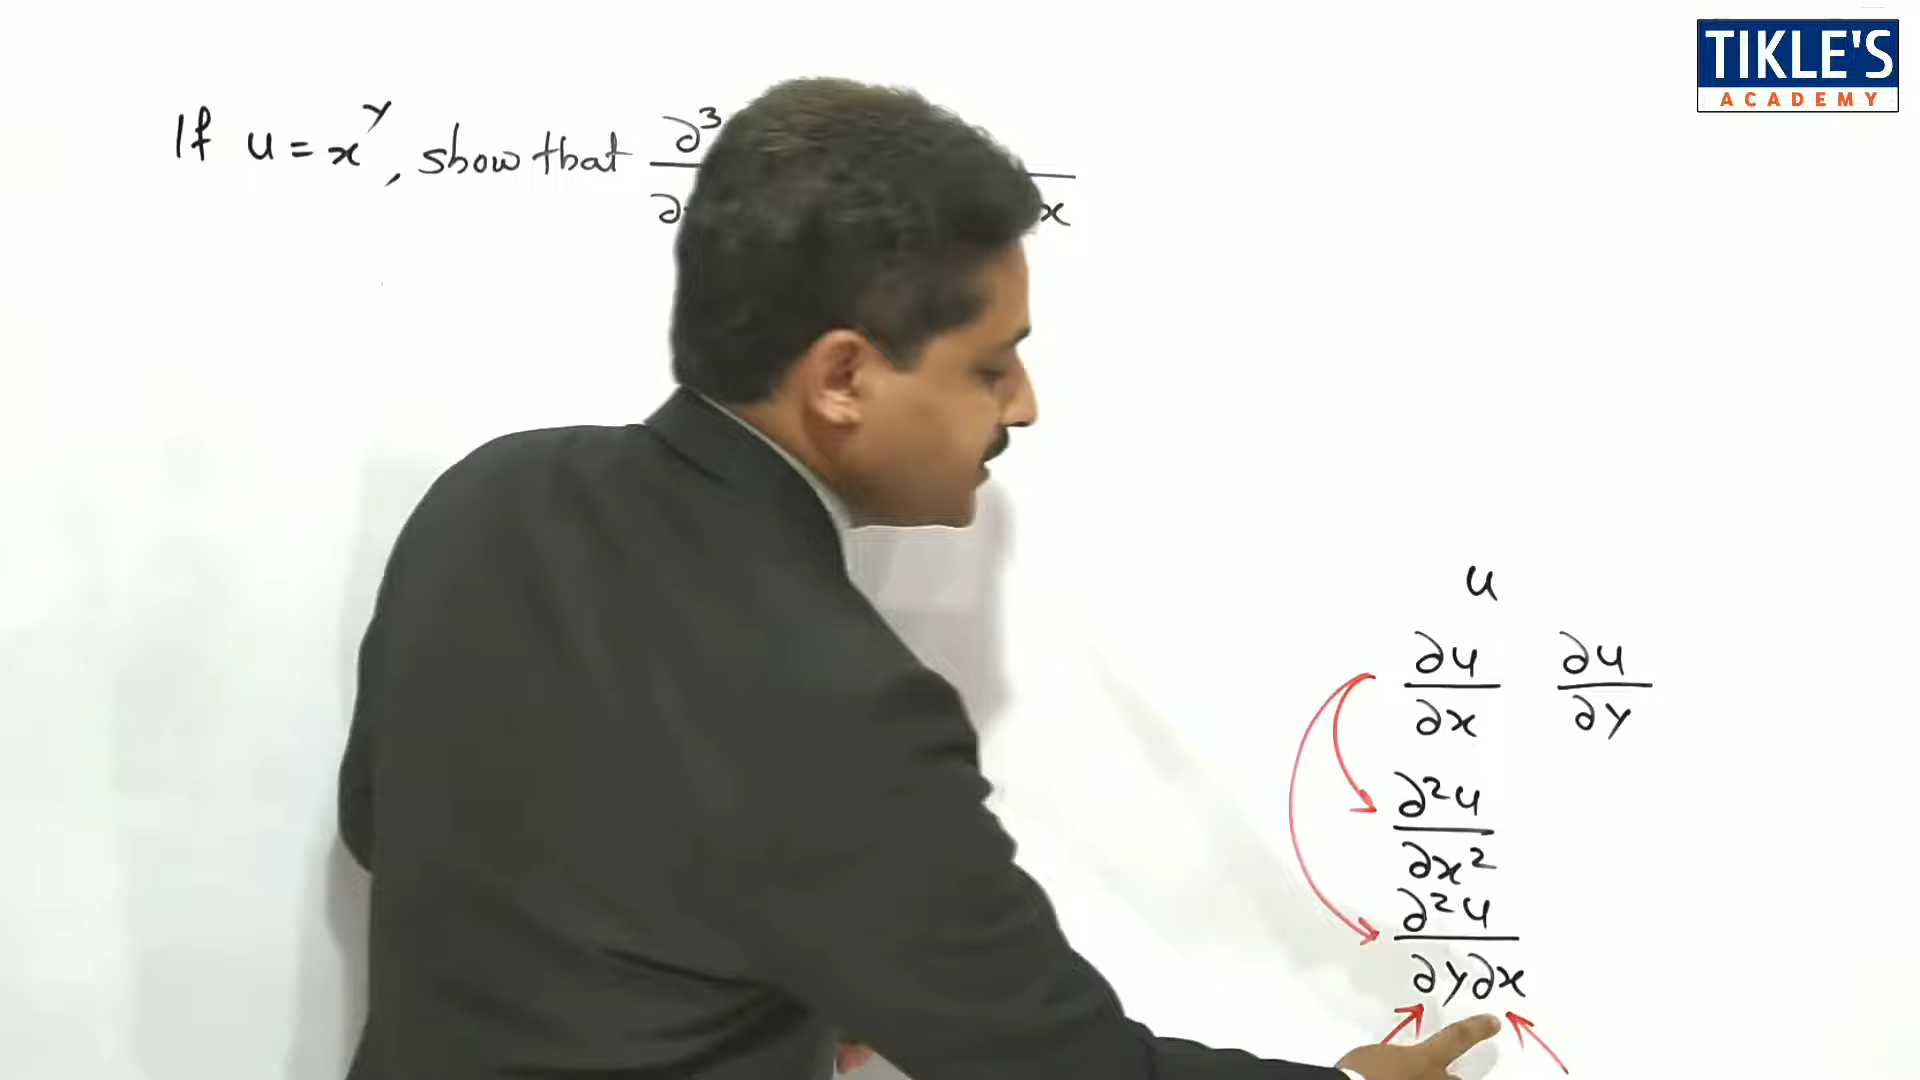 TIKLE'S
ACADEMY
If u = x^y, show that ∂³
∂
x
u
∂u ∂u
∂x ∂y
∂²u
∂x²
∂²u
∂y∂x